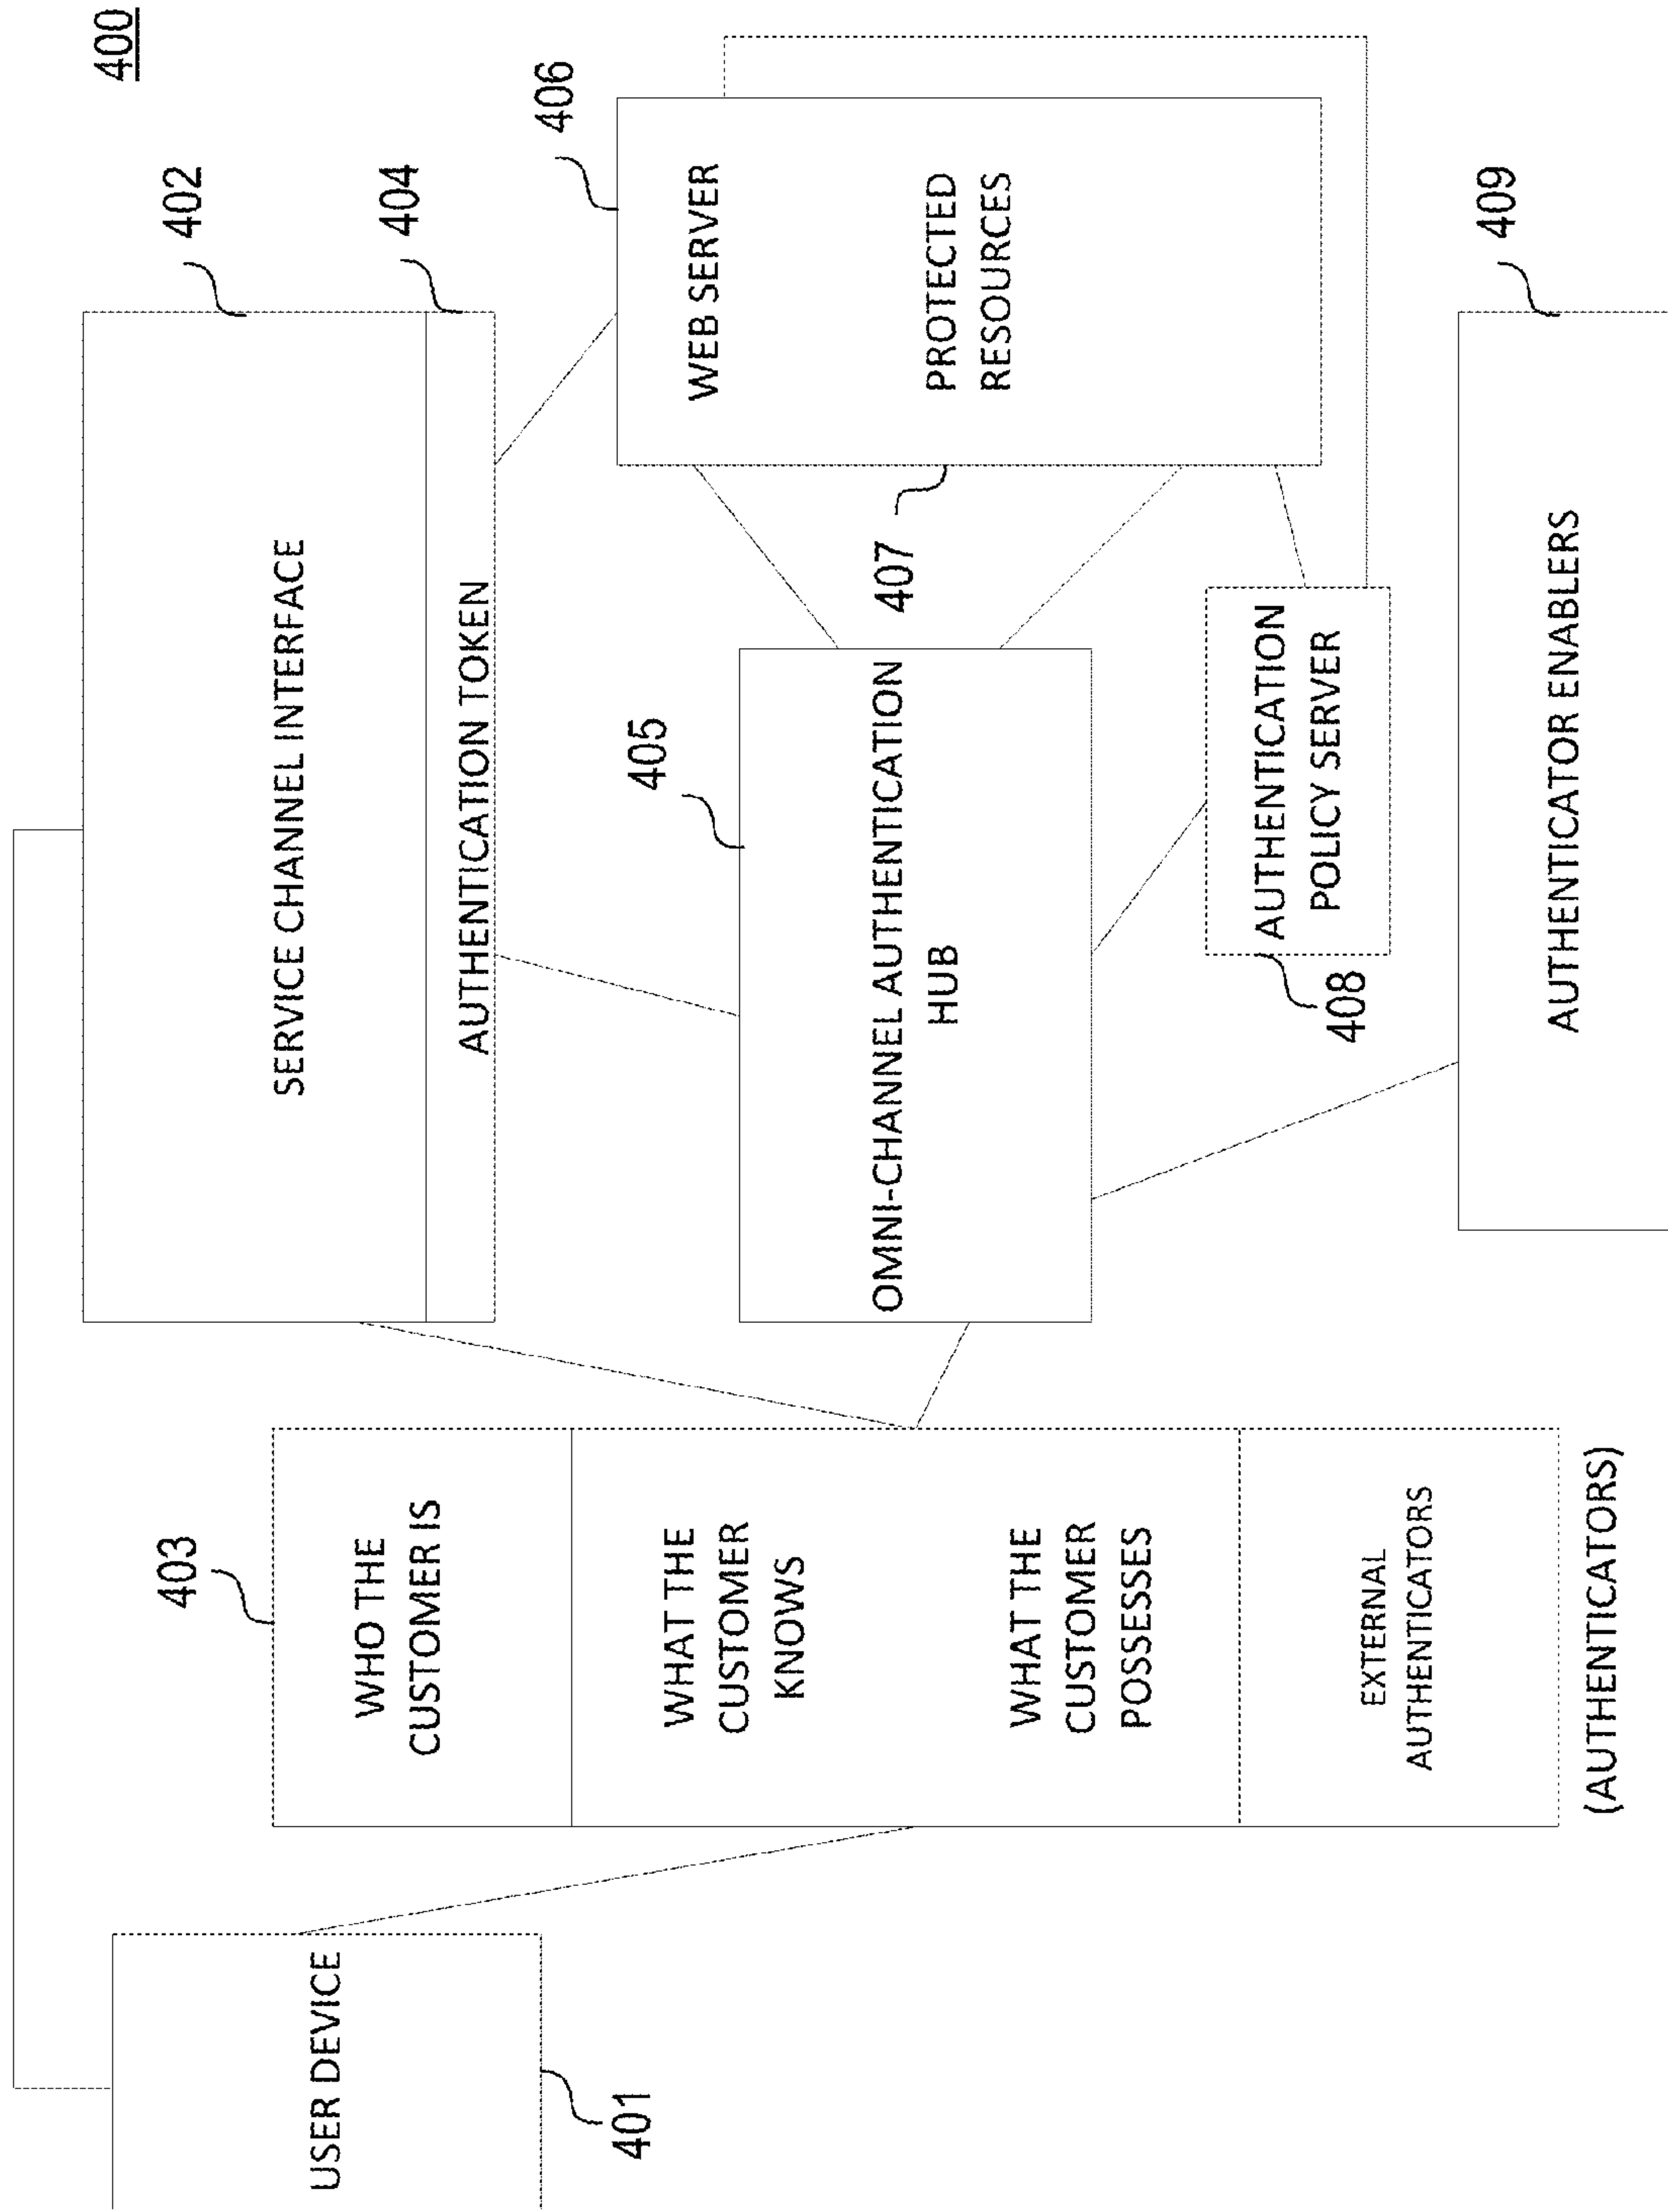 400
402
SERVICE CHANNEL INTERFACE
404
AUTHENTICATION TOKEN
USER DEVICE
401
403
WHO THE
CUSTOMER IS
WHAT THE
CUSTOMER
KNOWS
WHAT THE
CUSTOMER
POSSESSES
EXTERNAL
AUTHENTICATORS
(AUTHENTICATORS)
405
OMNI-CHANNEL AUTHENTICATION
HUB
406
WEB SERVER
PROTECTED
RESOURCES
407
AUTHENTICATION
POLICY SERVER
408
409
AUTHENTICATOR ENABLERS